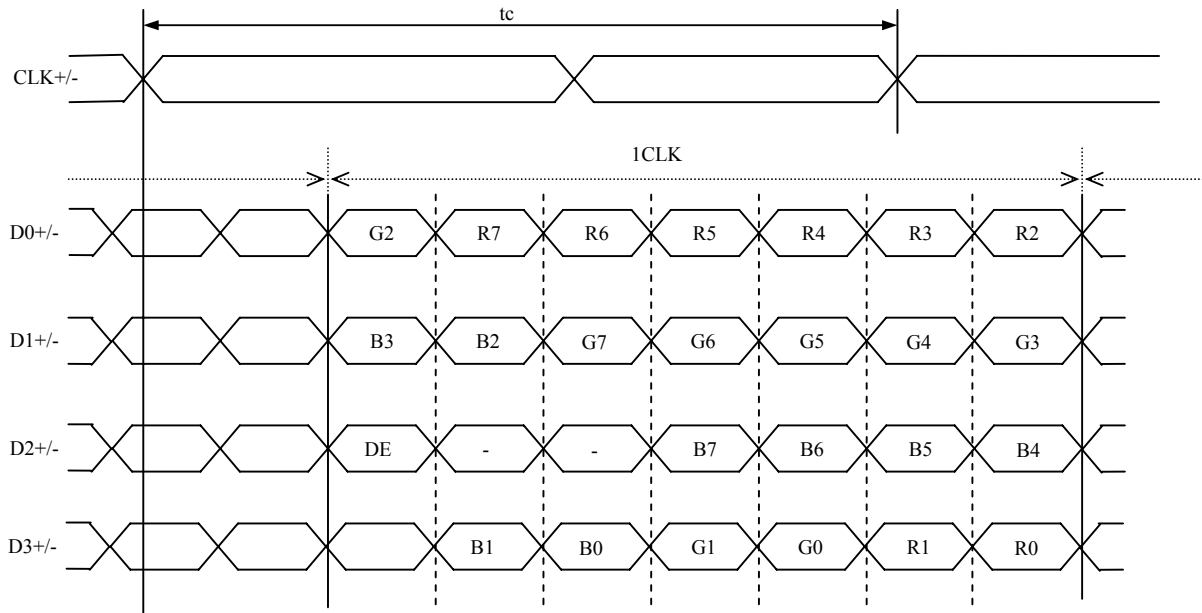 tc
CLK+/-
1CLK
D0+/- G2 R7 R6 R5 R4 R3 R2
D1+/- B3 B2 G7 G6 G5 G4 G3
D2+/- DE - - B7 B6 B5 B4
D3+/- B1 B0 G1 G0 R1 R0